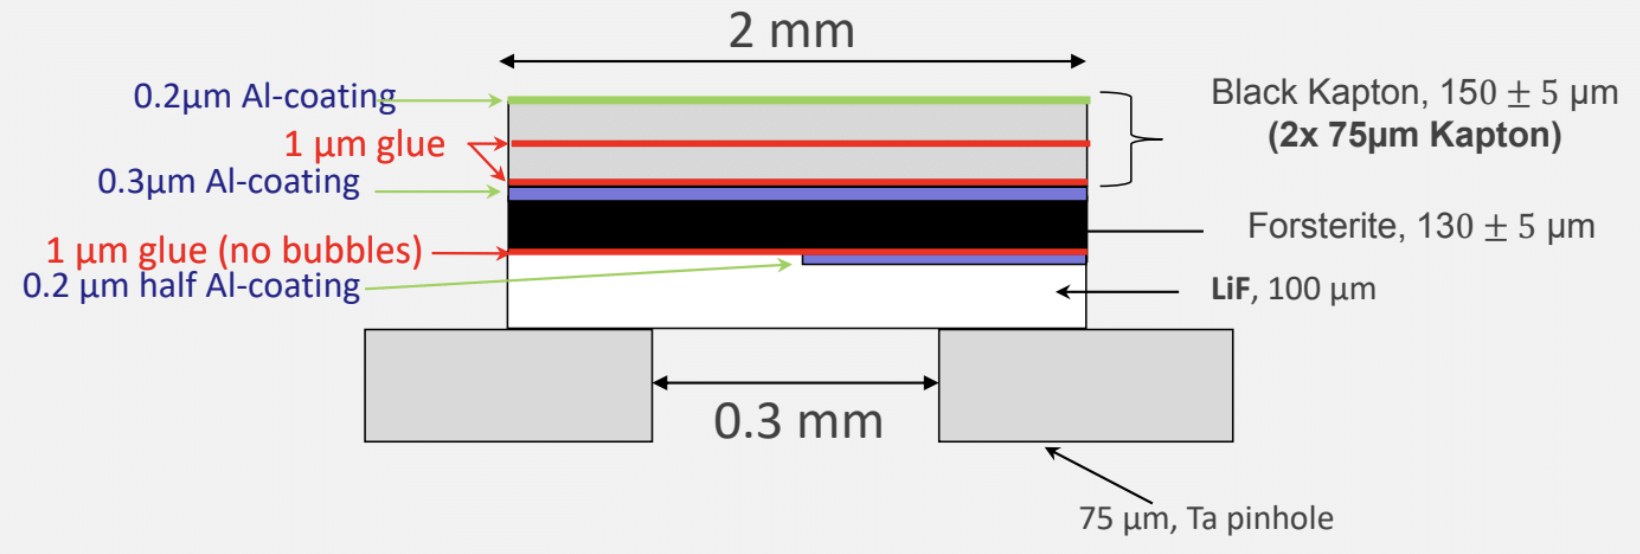 2 mm
0.2µm Al-coating
1 µm glue
0.3µm Al-coating
1 µm glue (no bubbles)
0.2 µm half Al-coating
Black Kapton, 150 ± 5 µm
(2x 75µm Kapton)
Forsterite, 130 ± 5 µm
LiF, 100 µm
0.3 mm
75 µm, Ta pinhole